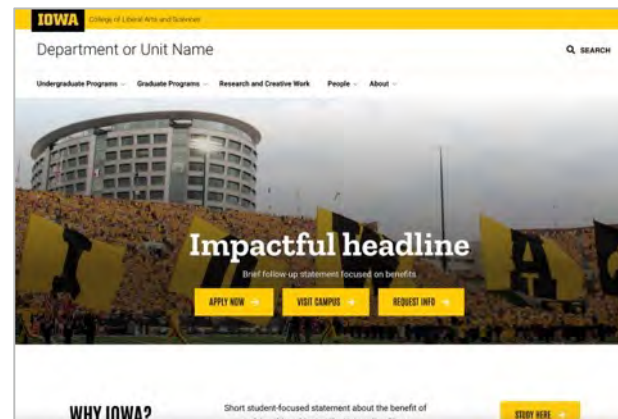 IOWA College of Liberal Arts and Sciences
Department or Unit Name
SEARCH
Undergraduate Programs Graduate Programs Research and Creative Work People About
I O W A
Impactful headline
Brief follow-up statement focused on benefits
APPLY NOW → VISIT CAMPUS → REQUEST INFO →
WHY IOWA?
Short student-focused statement about the benefit of
STUDY HERE →